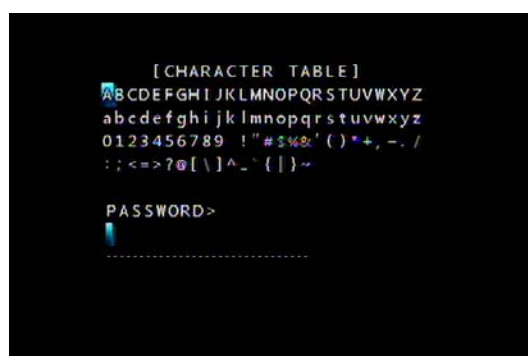 [CHARACTER TABLE]
ABCDEFGHIJKLMNOPQRSTUVWXYZ
abcdefghijklmnopqrstuvwxyz
0123456789 !"#$%&'()*+,-./
:;<=>?@[\]^_`{|}~
PASSWORD>